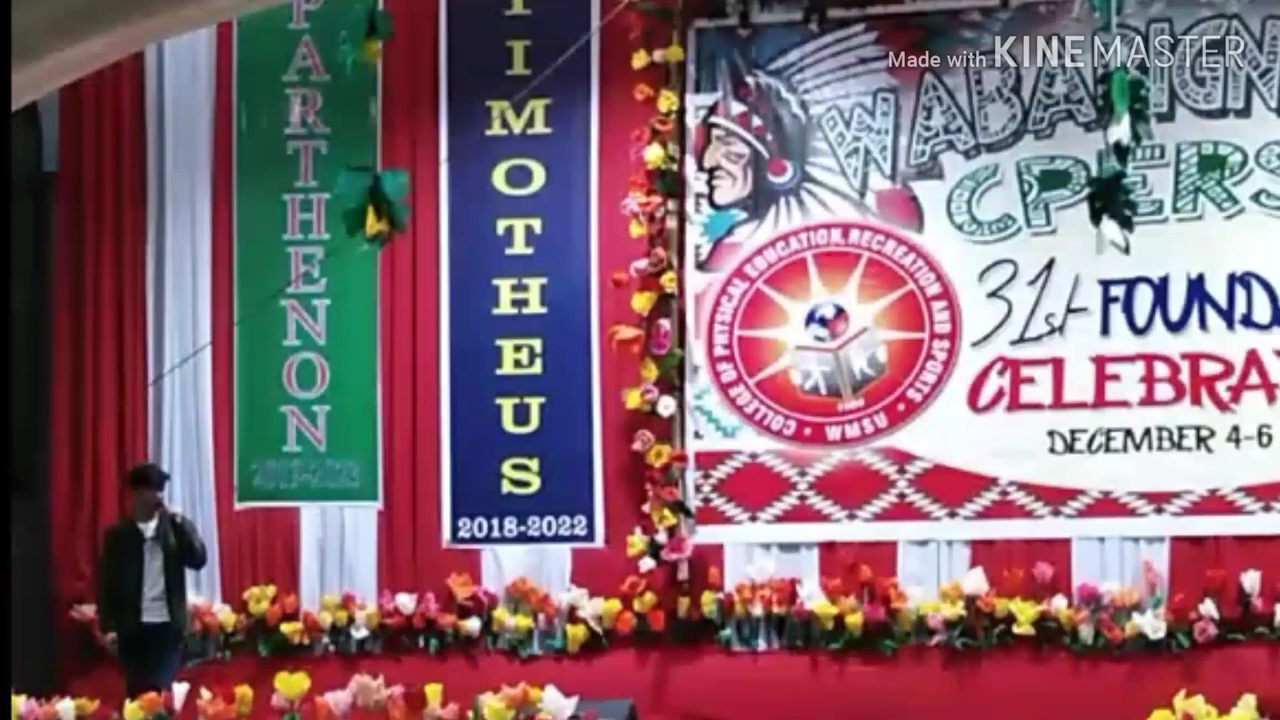 PARTHENON
TIMOTHEUS
2018-2022
Made with KINEMASTER
WABA
CPERS
31st FOUND
CELEBRA
DECEMBER 4-6
COLLEGE OF PHYSICAL EDUCATION, RECREATION AND SPORTS • WMSU •